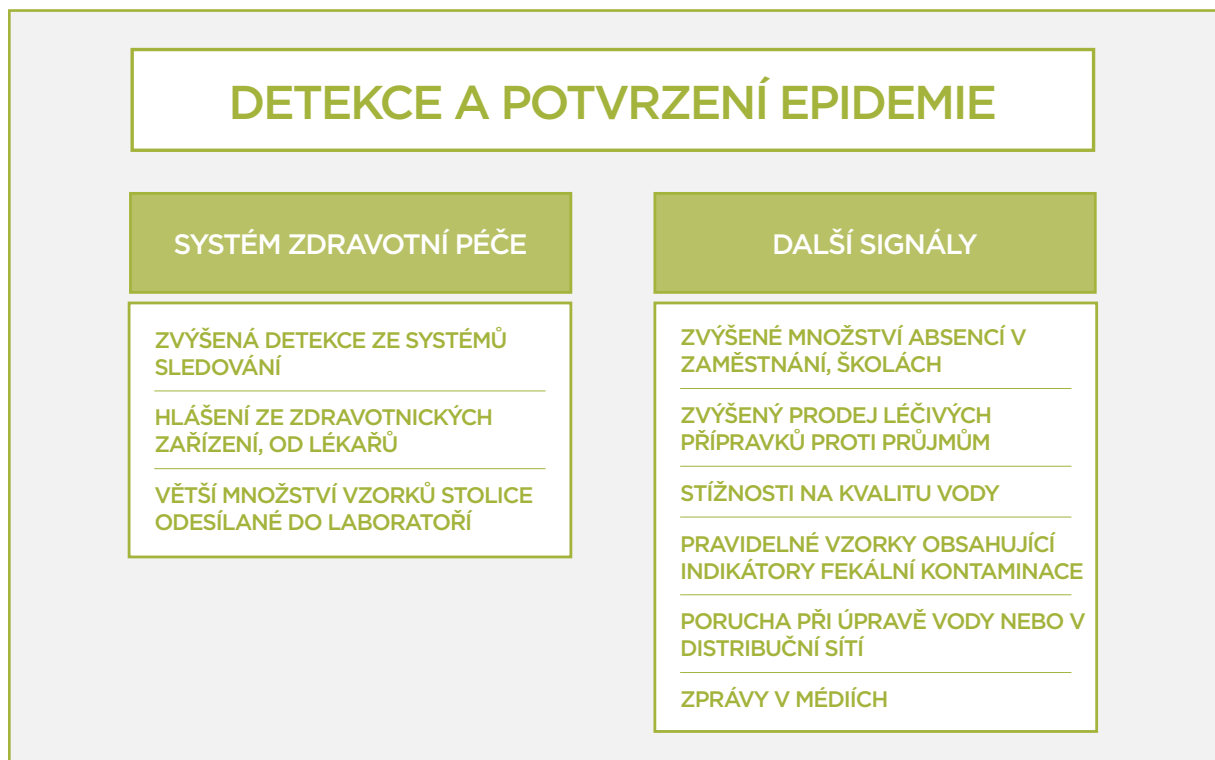 DETEKCE A POTVRZENÍ EPIDEMIE
SYSTÉM ZDRAVOTNÍ PÉČE
ZVÝŠENÁ DETEKCE ZE SYSTÉMŮ
SLEDOVÁNÍ
HLÁŠENÍ ZE ZDRAVOTNICKÝCH
ZAŘÍZENÍ, OD LÉKAŘŮ
VĚTŠÍ MNOŽSTVÍ VZORKŮ STOLICE
ODESÍLANÉ DO LABORATOŘÍ
DALŠÍ SIGNÁLY
ZVÝŠENÉ MNOŽSTVÍ ABSENCÍ V
ZAMĚSTNÁNÍ, ŠKOLÁCH
ZVÝŠENÝ PRODEJ LÉČIVÝCH
PŘÍPRAVKŮ PROTI PRŮJMŮM
STÍŽNOSTI NA KVALITU VODY
PRAVIDELNÉ VZORKY OBSAHUJÍCÍ
INDIKÁTORY FEKÁLNÍ KONTAMINACE
PORUCHA PŘI ÚPRAVĚ VODY NEBO V
DISTRIBUČNÍ SÍTÍ
ZPRÁVY V MÉDIÍCH